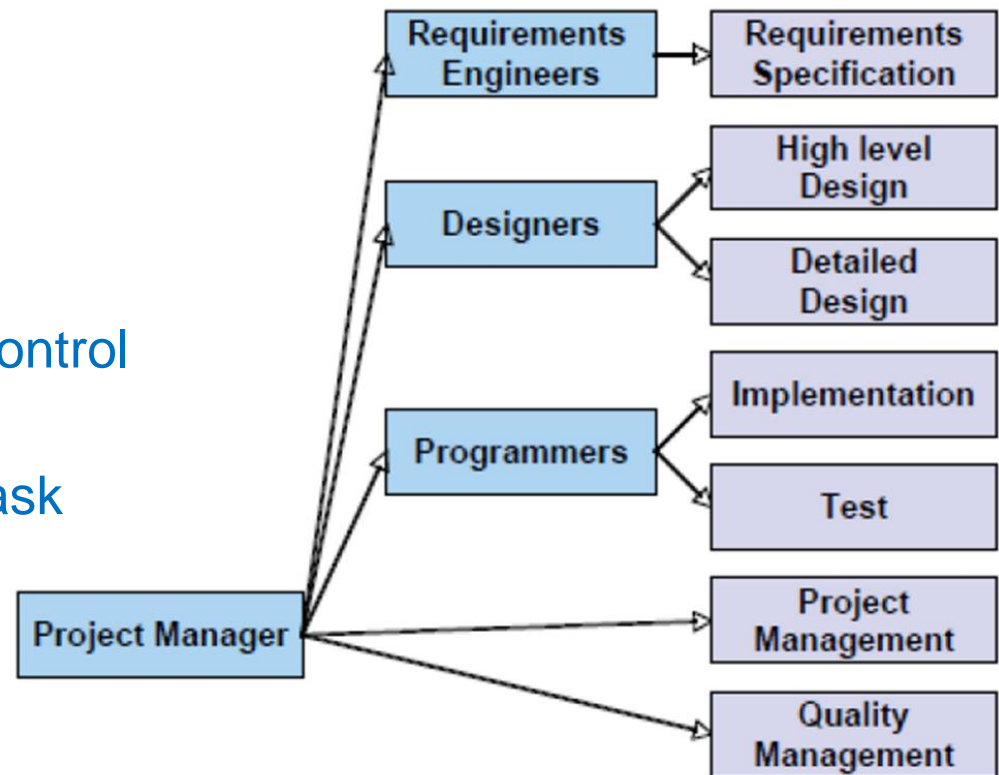 Requirements
Engineers
Requirements
Specification
High level
Design
Designers
Detailed
Design
ontrol
Implementation
Programmers
ask
Test
Project Manager
Project
Management
Quality
Management